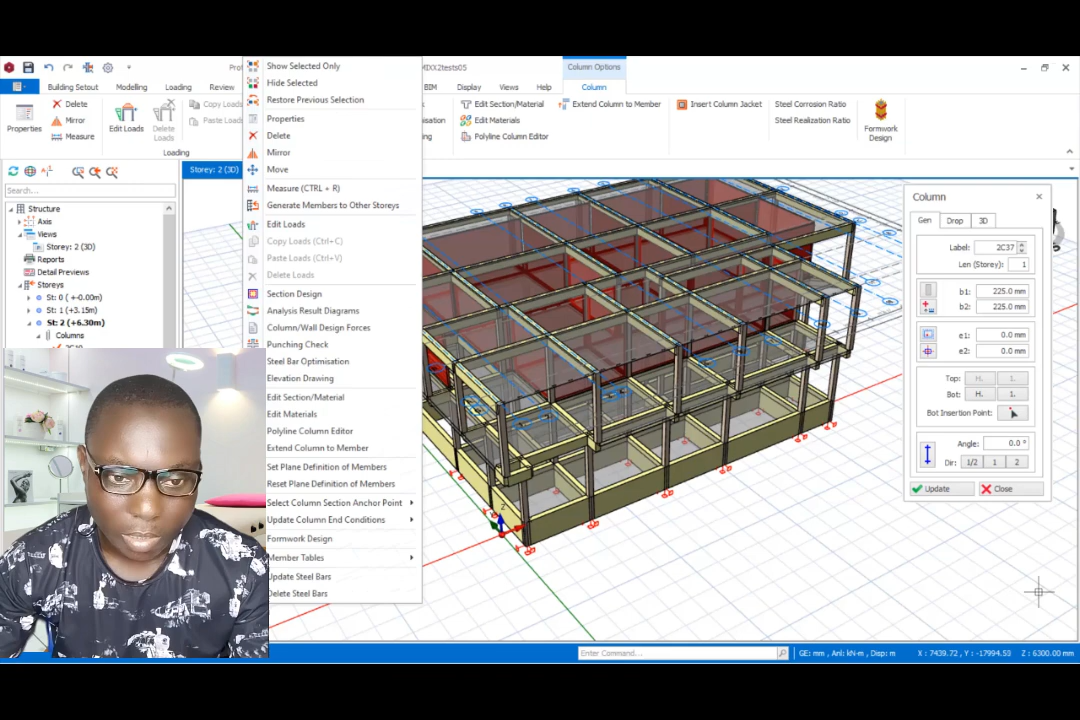 Prot
MIXX2tests05
Column Options
Building Setout
Modelling
Loading
Review
BIM
Display
Views
Help
Column
Properties
Delete
Mirror
Measure
Edit Loads
Delete Loads
Copy Loads
Paste Loads
Loading
Edit Section/Material
Edit Materials
Polyline Column Editor
Extend Column to Member
Insert Column Jacket
Steel Corrosion Ratio
Steel Realization Ratio
Formwork Design
Search...
Storey: 2 (3D)
Structure
Axis
Views
Storey: 2 (3D)
Reports
Detail Previews
Storeys
St: 0 ( +-0.00m)
St: 1 (+3.15m)
St: 2 (+6.30m)
Columns
Show Selected Only
Hide Selected
Restore Previous Selection
Properties
Delete
Mirror
Move
Measure (CTRL + R)
Generate Members to Other Storeys
Edit Loads
Copy Loads (Ctrl+C)
Paste Loads (Ctrl+V)
Delete Loads
Section Design
Analysis Result Diagrams
Column/Wall Design Forces
Punching Check
Steel Bar Optimisation
Elevation Drawing
Edit Section/Material
Edit Materials
Polyline Column Editor
Extend Column to Member
Set Plane Definition of Members
Reset Plane Definition of Members
Select Column Section Anchor Point
Update Column End Conditions
Formwork Design
Member Tables
Update Steel Bars
Delete Steel Bars
Column
Gen
Drop
3D
Label: 2C37
Len (Storey): 1
b1: 225.0 mm
b2: 225.0 mm
e1: 0.0 mm
e2: 0.0 mm
Top: H. 1.
Bot: H. 1.
Bot Insertion Point:
Angle: 0.0 °
Dir: 1/2 1 2
Update
Close
Z
Enter Command...
GE: mm , Anl: kN-m , Disp: m
X : 7439.72 , Y : -17994.59 Z : 6300.00 mm